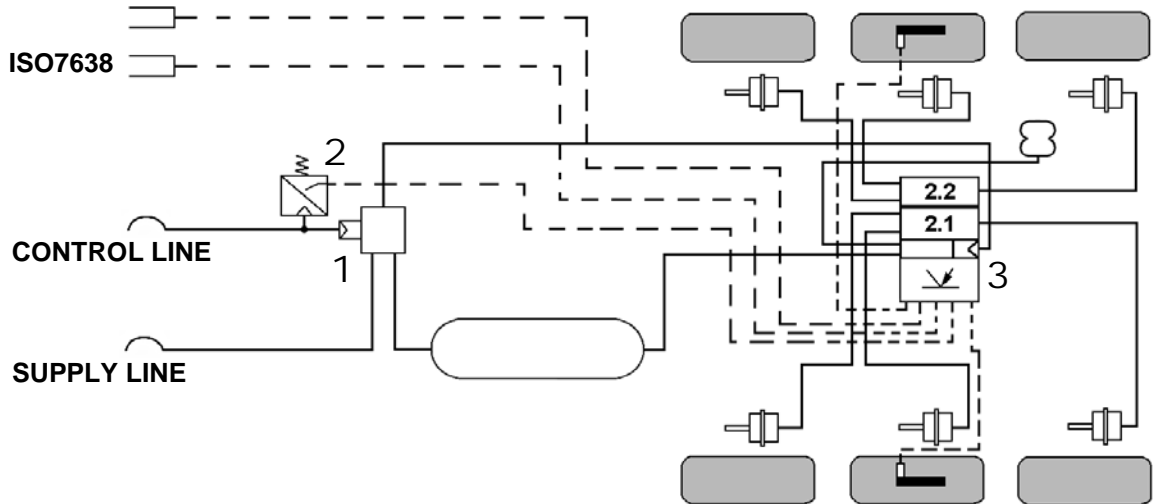 ISO7638
2
CONTROL LINE
1
SUPPLY LINE
2.2
2.1
3